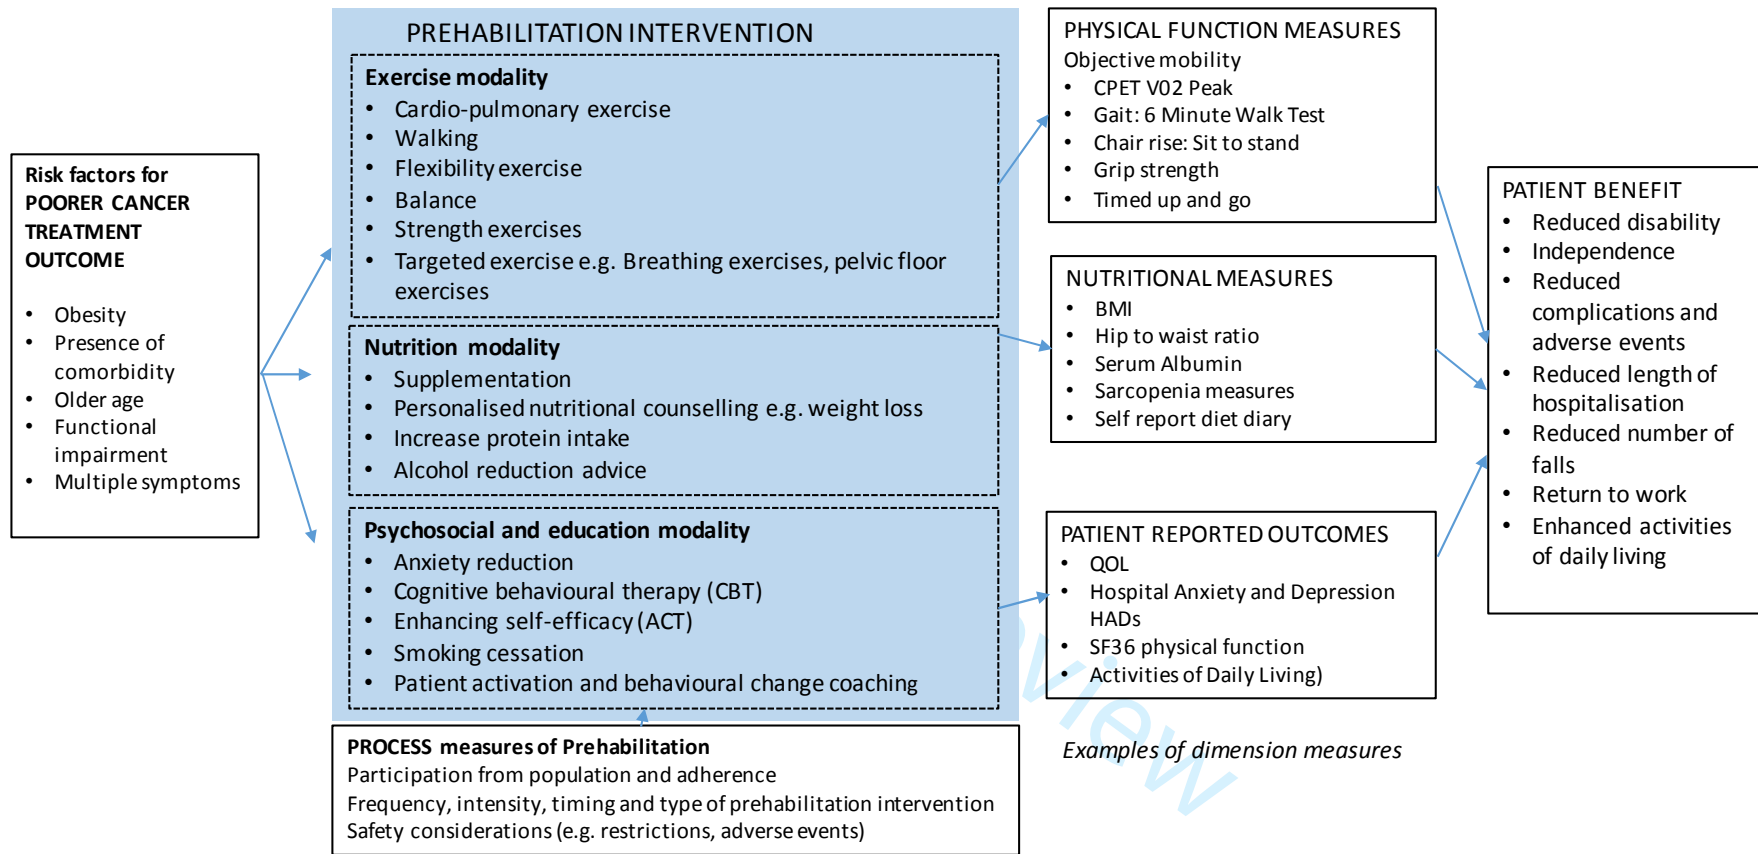 Risk factors for
POORER CANCER
TREATMENT
OUTCOME
• Obesity
• Presence of
comorbidity
• Older age
• Functional
impairment
• Multiple symptoms
PREHABILITATION INTERVENTION
Exercise modality
• Cardio-pulmonary exercise
• Walking
• Flexibility exercise
• Balance
• Strength exercises
• Targeted exercise e.g. Breathing exercises, pelvic floor
exercises
Nutrition modality
• Supplementation
• Personalised nutritional counselling e.g. weight loss
• Increase protein intake
• Alcohol reduction advice
Psychosocial and education modality
• Anxiety reduction
• Cognitive behavioural therapy (CBT)
• Enhancing self-efficacy (ACT)
• Smoking cessation
• Patient activation and behavioural change coaching
PROCESS measures of Prehabilitation
Participation from population and adherence
Frequency, intensity, timing and type of prehabilitation intervention
Safety considerations (e.g. restrictions, adverse events)
PHYSICAL FUNCTION MEASURES
Objective mobility
• CPET V02 Peak
• Gait: 6 Minute Walk Test
• Chair rise: Sit to stand
• Grip strength
• Timed up and go
NUTRITIONAL MEASURES
• BMI
• Hip to waist ratio
• Serum Albumin
• Sarcopenia measures
• Self report diet diary
PATIENT REPORTED OUTCOMES
• QOL
• Hospital Anxiety and Depression
HADs
• SF36 physical function
• Activities of Daily Living)
Examples of dimension measures
PATIENT BENEFIT
• Reduced disability
• Independence
• Reduced
complications and
adverse events
• Reduced length of
hospitalisation
• Reduced number of
falls
• Return to work
• Enhanced activities
of daily living